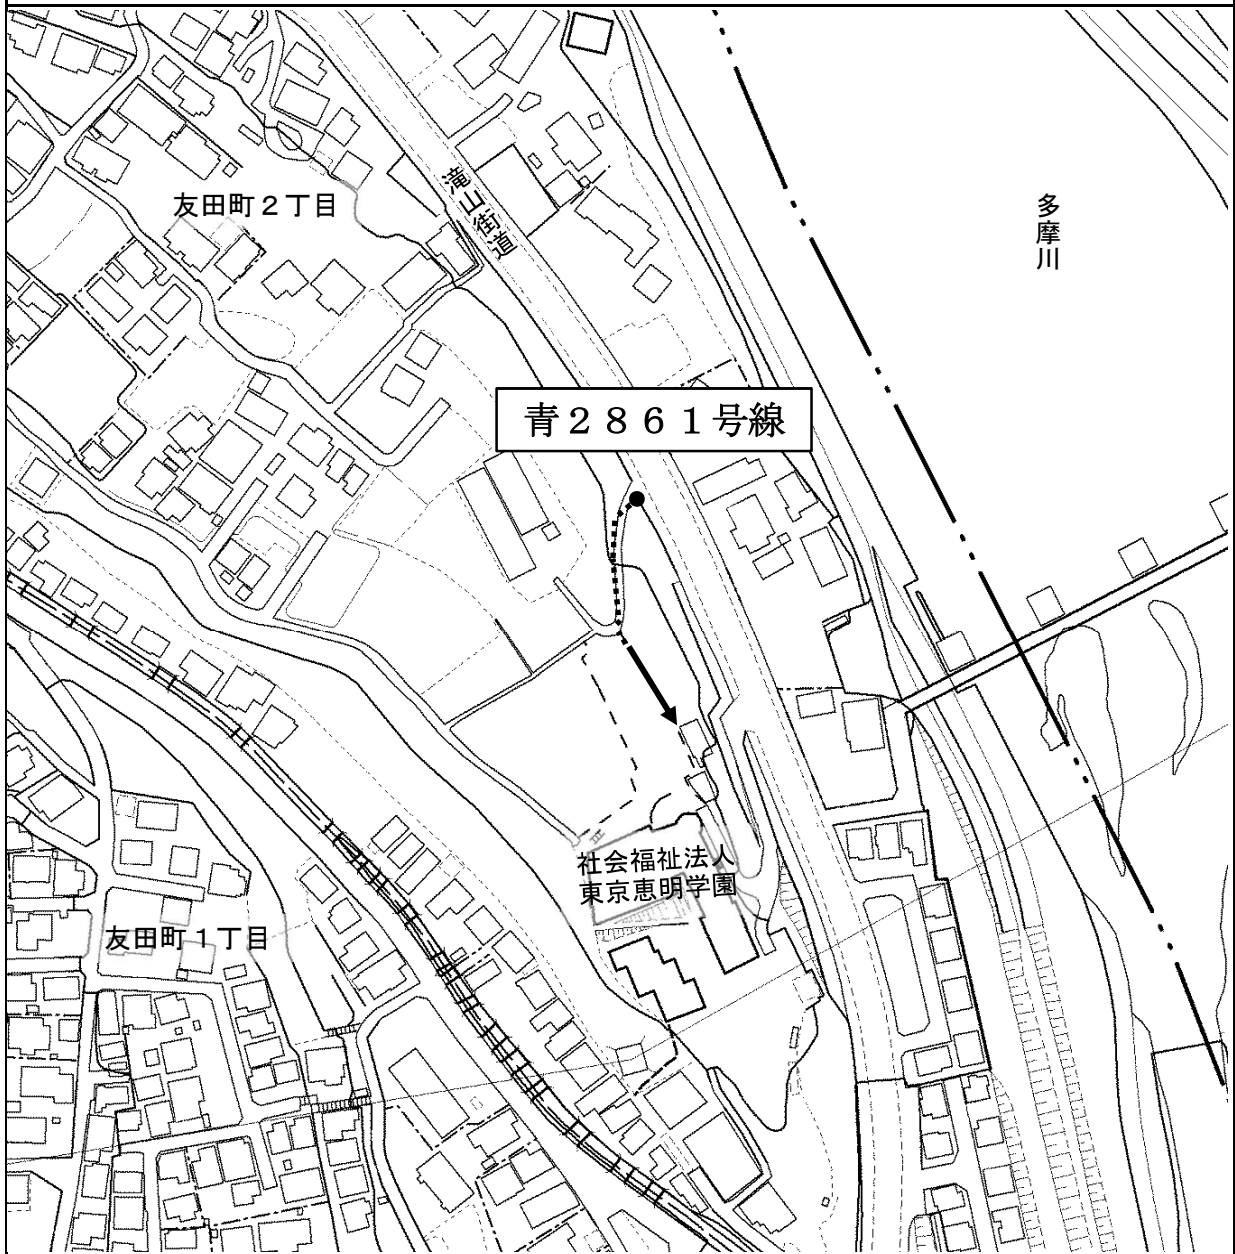 友田町２丁目
滝山街道
多摩川
青２８６１号線
社会福祉法人
東京恵明学園
友田町１丁目